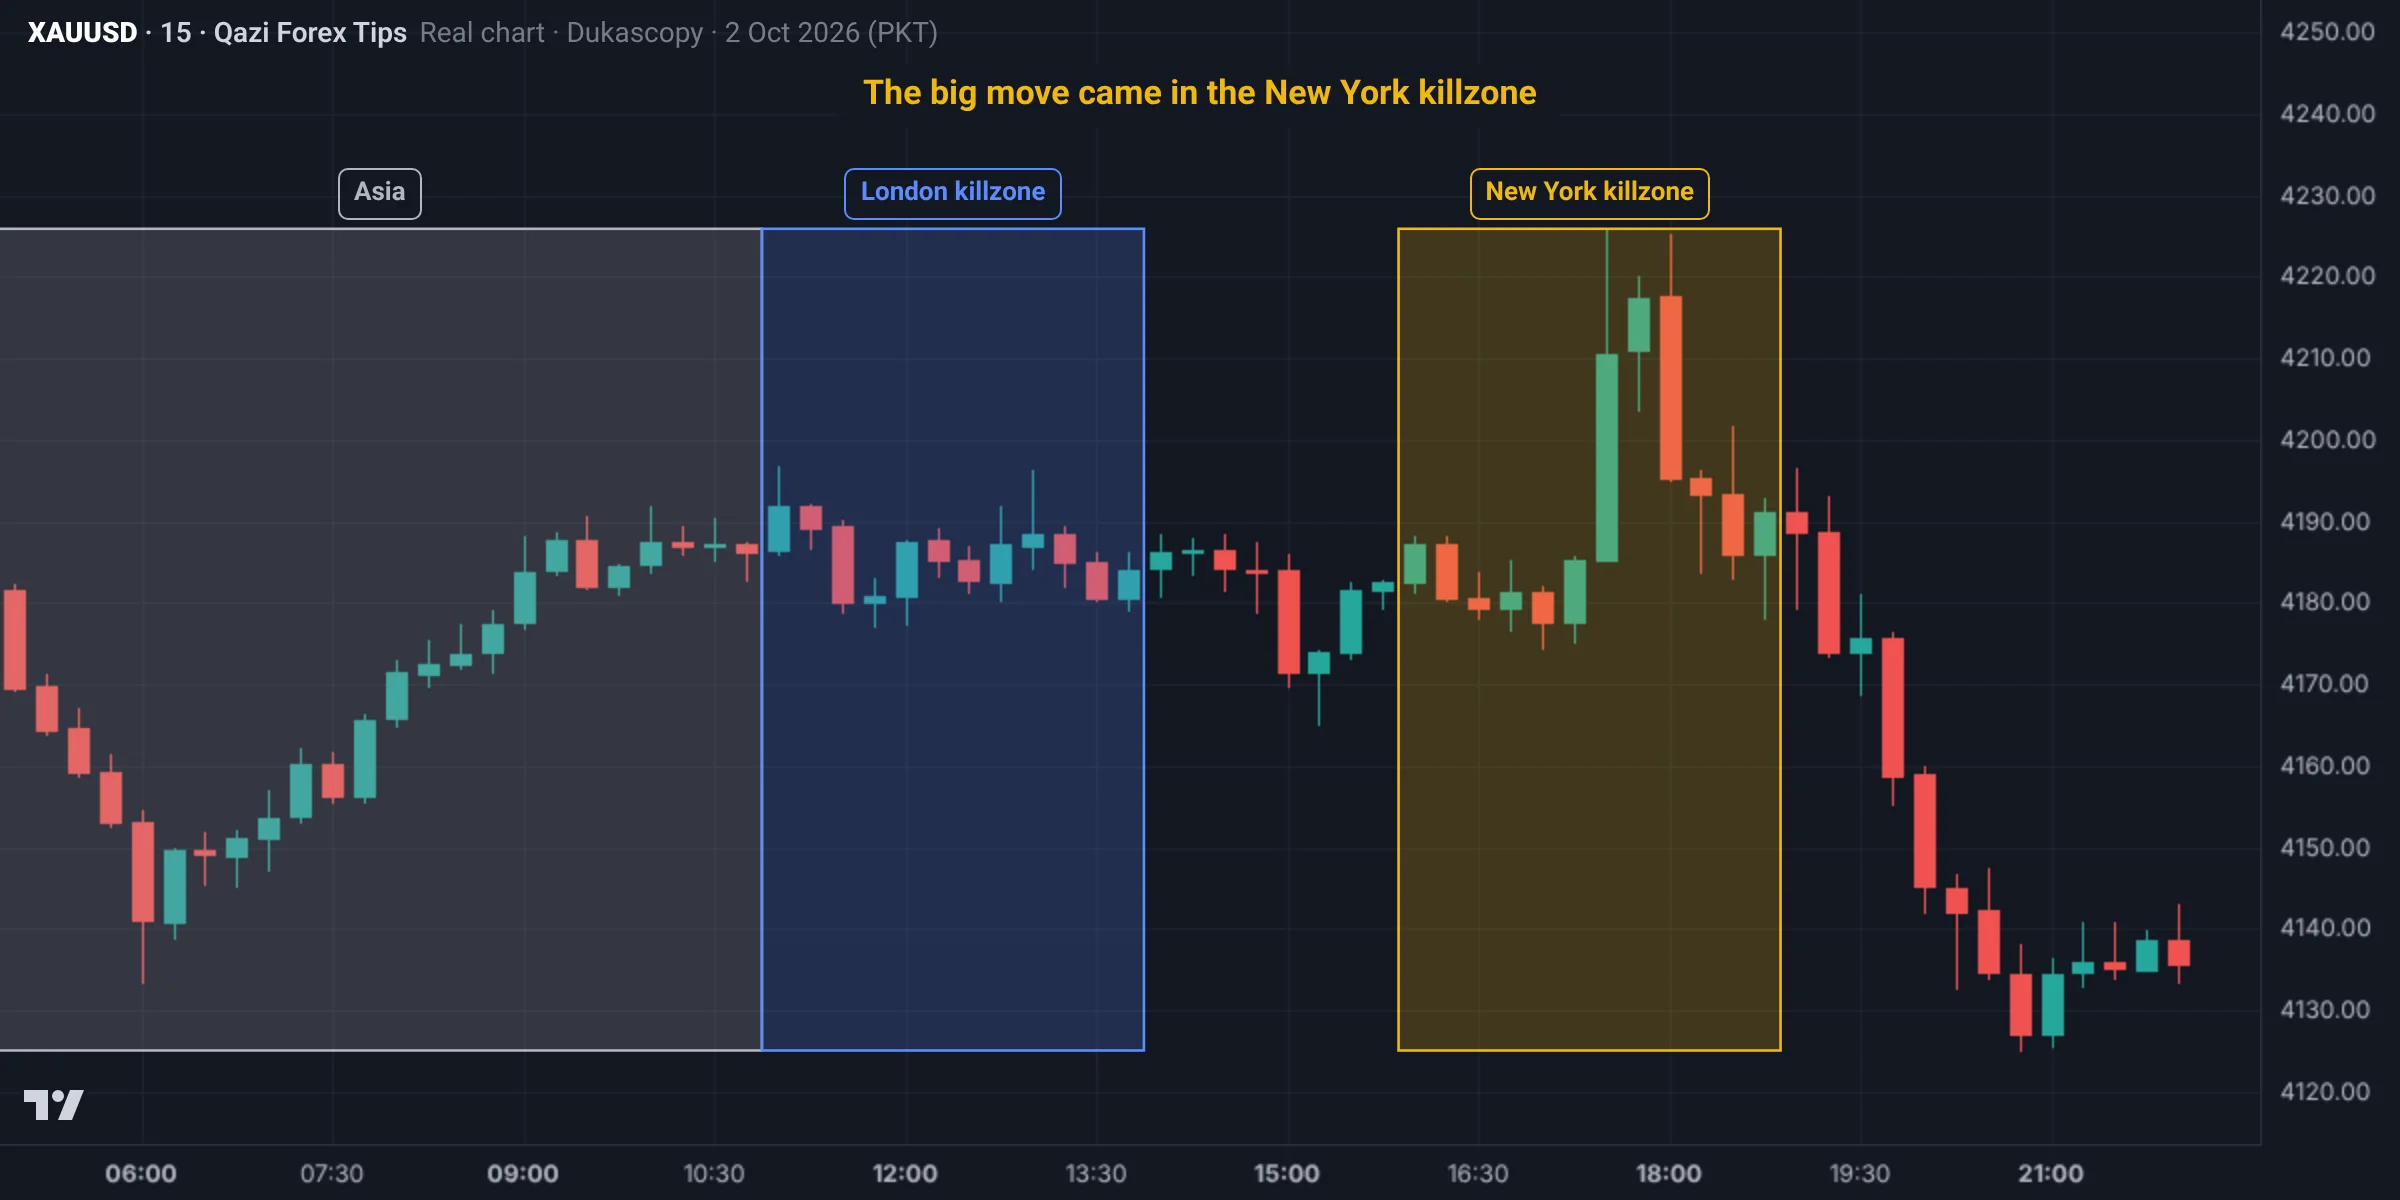 XAUUSD · 15 · Qazi Forex Tips Real chart · Dukascopy · 2 Oct 2026 (PKT)
The big move came in the New York killzone
Asia
London killzone
New York killzone
4250.00
4240.00
4230.00
4220.00
4210.00
4200.00
4190.00
4180.00
4170.00
4160.00
4150.00
4140.00
4130.00
4120.00
06:00 07:30 09:00 10:30 12:00 13:30 15:00 16:30 18:00 19:30 21:00